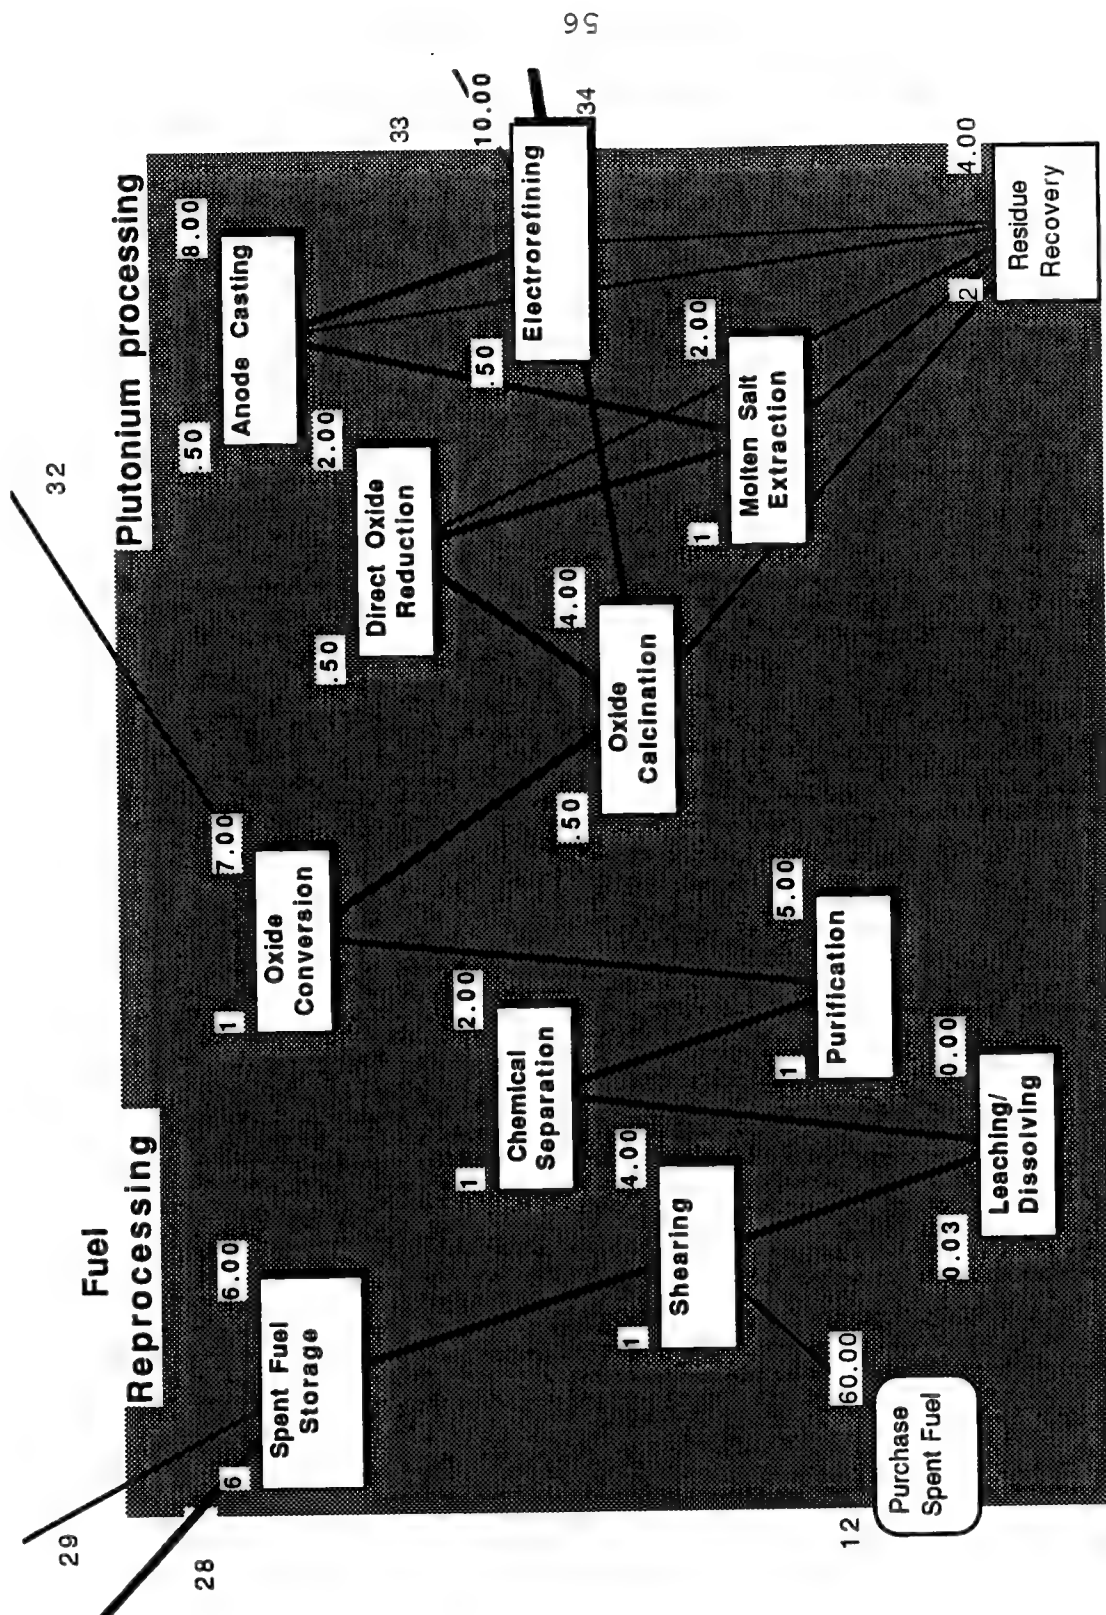 56
Fuel
Reprocessing
Plutonium processing
29
28
32
33
10.00
34
6
6.00
Spent Fuel
Storage
1
7.00
Oxide
Conversion
.50
8.00
Anode Casting
.50
2.00
Direct Oxide
Reduction
1
2.00
Chemical
Separation
.50
Electrorefining
1
4.00
Shearing
.50
4.00
Oxide
Calcination
1
2.00
Molten Salt
Extraction
1
5.00
Purification
12
60.00
Purchase
Spent Fuel
0.03
0.00
Leaching/
Dissolving
2
4.00
Residue
Recovery